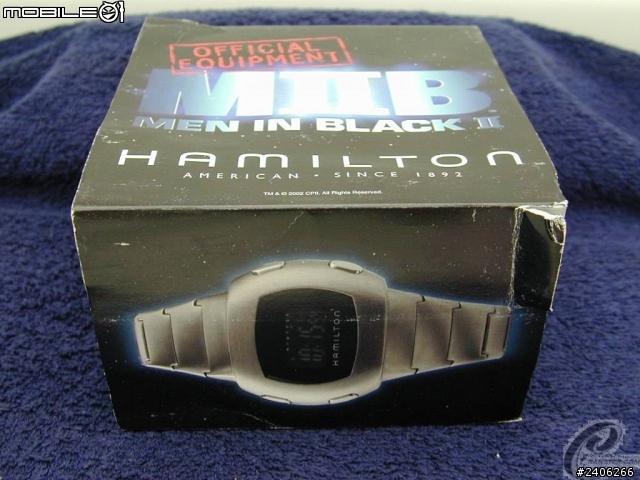 MOBILE01
OFFICIAL
EQUIPMENT
MIIB
MEN IN BLACK II
HAMILTON
AMERICAN • SINCE 1892
TM & © 2002 CPII. All Rights Reserved.
HAMILTON
#2406266